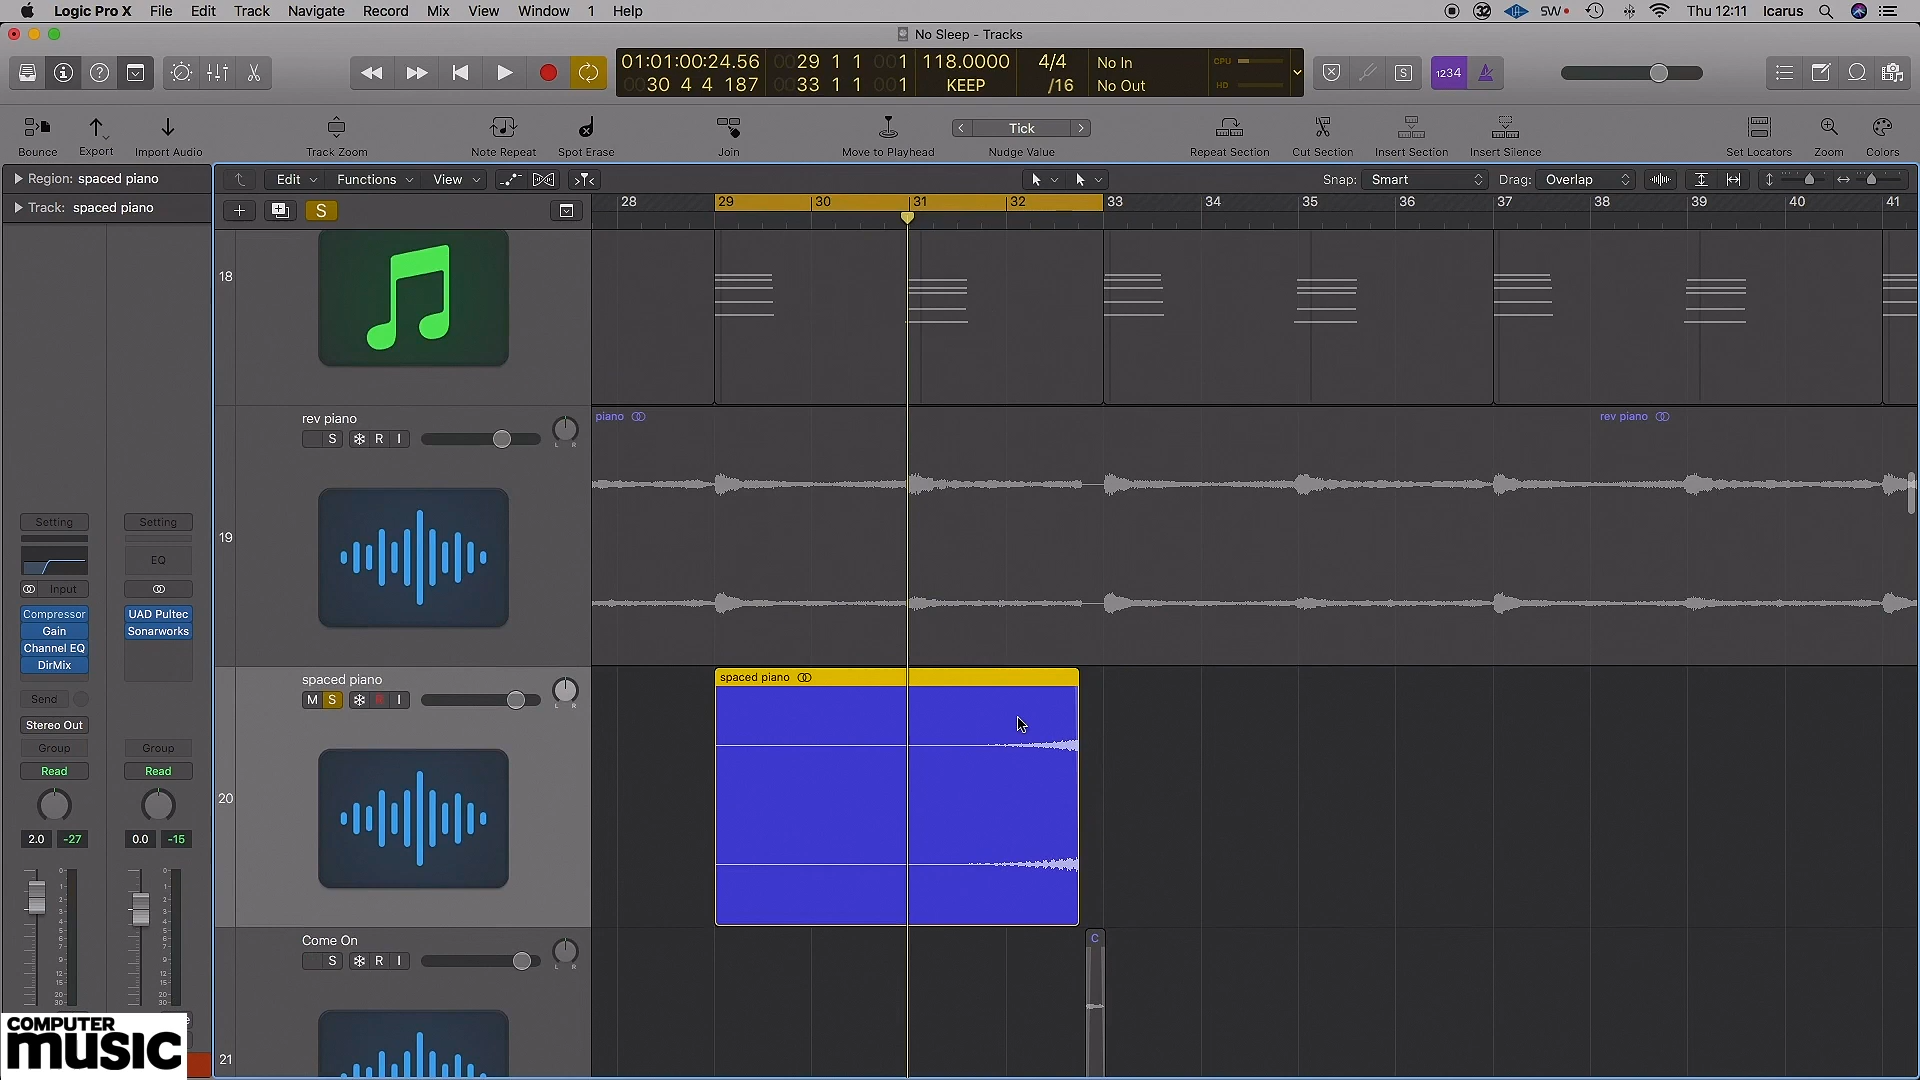 Logic Pro X File Edit Track Navigate Record Mix View Window 1 Help
32 SW Thu 12:11 Icarus
No Sleep - Tracks
01:01:00:24.56 0029 1 1 001 118.0000 4/4 No In CPU
0030 4 4 187 0033 1 1 001 KEEP /16 No Out HD
S 1234
Tick
Bounce Export Import Audio Track Zoom Note Repeat Spot Erase Join Move to Playhead Nudge Value Repeat Section Cut Section Insert Section Insert Silence Set Locators Zoom Colors
Region: spaced piano
Edit Functions View Snap: Smart Drag: Overlap
Track: spaced piano
S
28 29 30 31 32 33 34 35 36 37 38 39 40 41
18
rev piano
S R I
L R
piano
rev piano
19
Setting Setting
EQ
Input
Compressor UAD Pultec
Gain Sonarworks
Channel EQ
DirMix
Send
Stereo Out
Group Group
Read Read
2.0 -27 0.0 -15
spaced piano
M S R I
L R
spaced piano
20
Come On
S R I
L R
C
21
COMPUTER
music